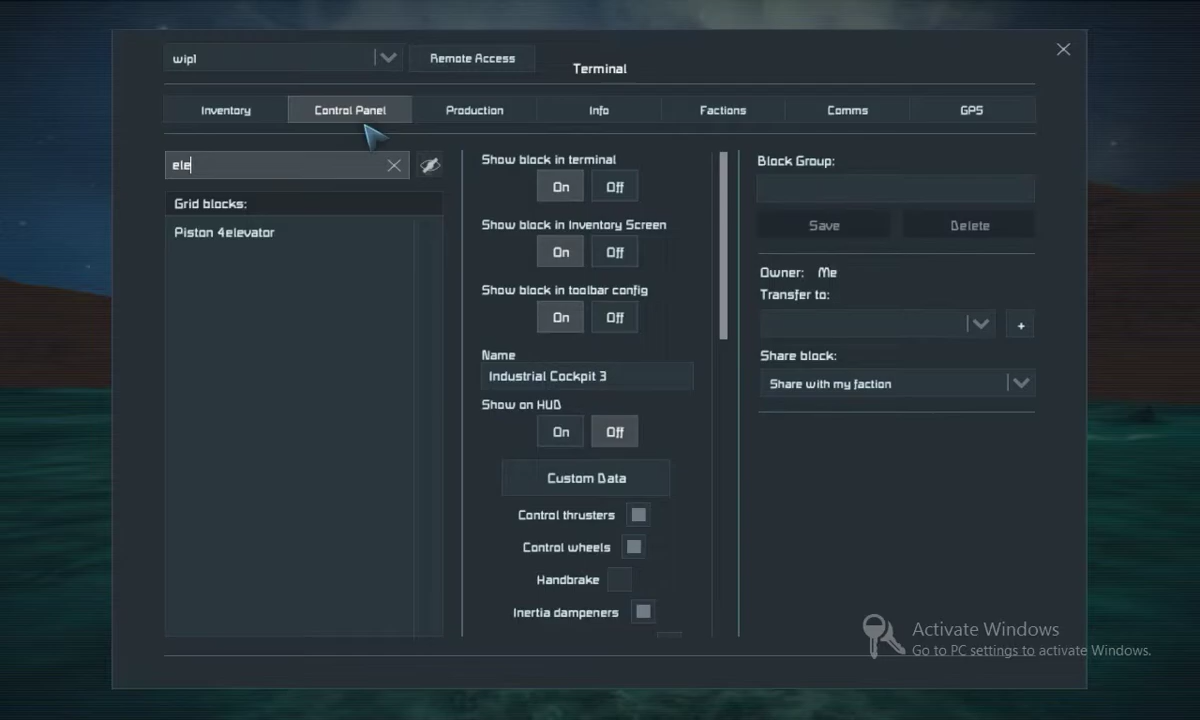 wip1
Remote Access
Terminal
Inventory
Control Panel
Production
Info
Factions
Comms
GPS
ele
Grid blocks:
Piston 4elevator
Show block in terminal
On
Off
Show block in Inventory Screen
On
Off
Show block in toolbar config
On
Off
Name
Industrial Cockpit 3
Show on HUD
On
Off
Custom Data
Control thrusters
Control wheels
Handbrake
Inertia dampeners
Block Group:
Save
Delete
Owner: Me
Transfer to:
+
Share block:
Share with my faction
Activate Windows
Go to PC settings to activate Windows.